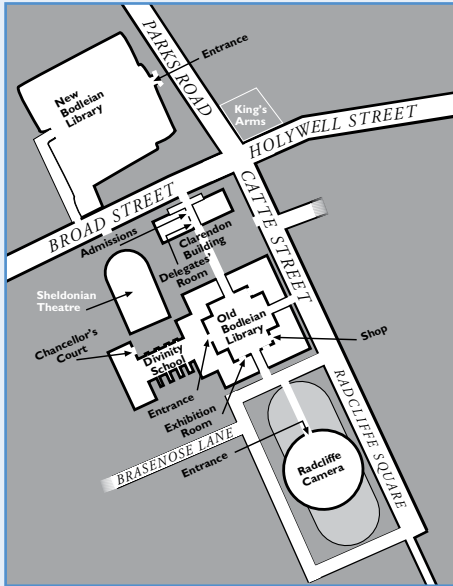 PARKS ROAD
Entrance
New
Bodleian
Library
King's
Arms
HOLYWELL STREET
BROAD STREET
CATTE STREET
Admissions
Clarendon
Building
Delegates'
Room
Sheldonian
Theatre
Old
Bodleian
Library
Chancellor's
Court
Divinity
School
Shop
Entrance
Exhibition
Room
RADCLIFFE SQUARE
BRASENOSE LANE
Entrance
Radcliffe
Camera